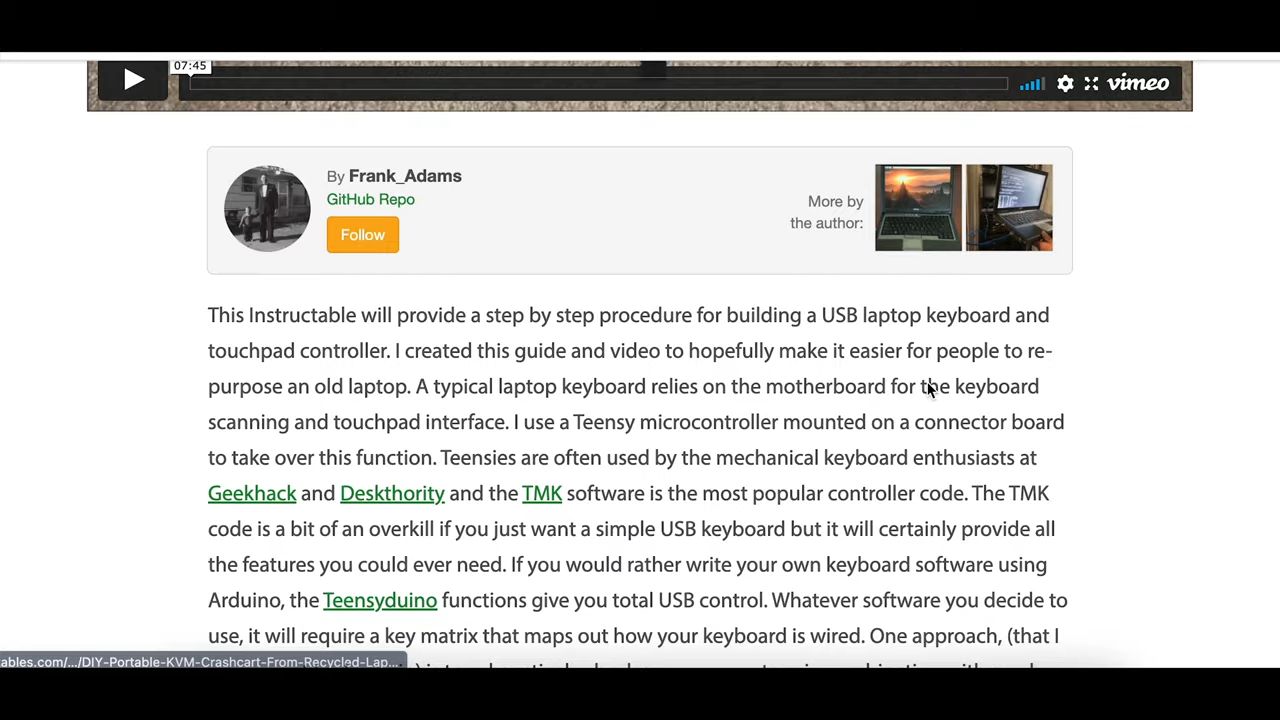 07:45
vimeo
By Frank_Adams
GitHub Repo
Follow
More by
the author:
This Instructable will provide a step by step procedure for building a USB laptop keyboard and
touchpad controller. I created this guide and video to hopefully make it easier for people to re-
purpose an old laptop. A typical laptop keyboard relies on the motherboard for the keyboard
scanning and touchpad interface. I use a Teensy microcontroller mounted on a connector board
to take over this function. Teensies are often used by the mechanical keyboard enthusiasts at
Geekhack and Deskthority and the TMK software is the most popular controller code. The TMK
code is a bit of an overkill if you just want a simple USB keyboard but it will certainly provide all
the features you could ever need. If you would rather write your own keyboard software using
Arduino, the Teensyduino functions give you total USB control. Whatever software you decide to
use, it will require a key matrix that maps out how your keyboard is wired. One approach, (that I
tables.com/.../DIY-Portable-KVM-Crashcart-From-Recycled-Lap...